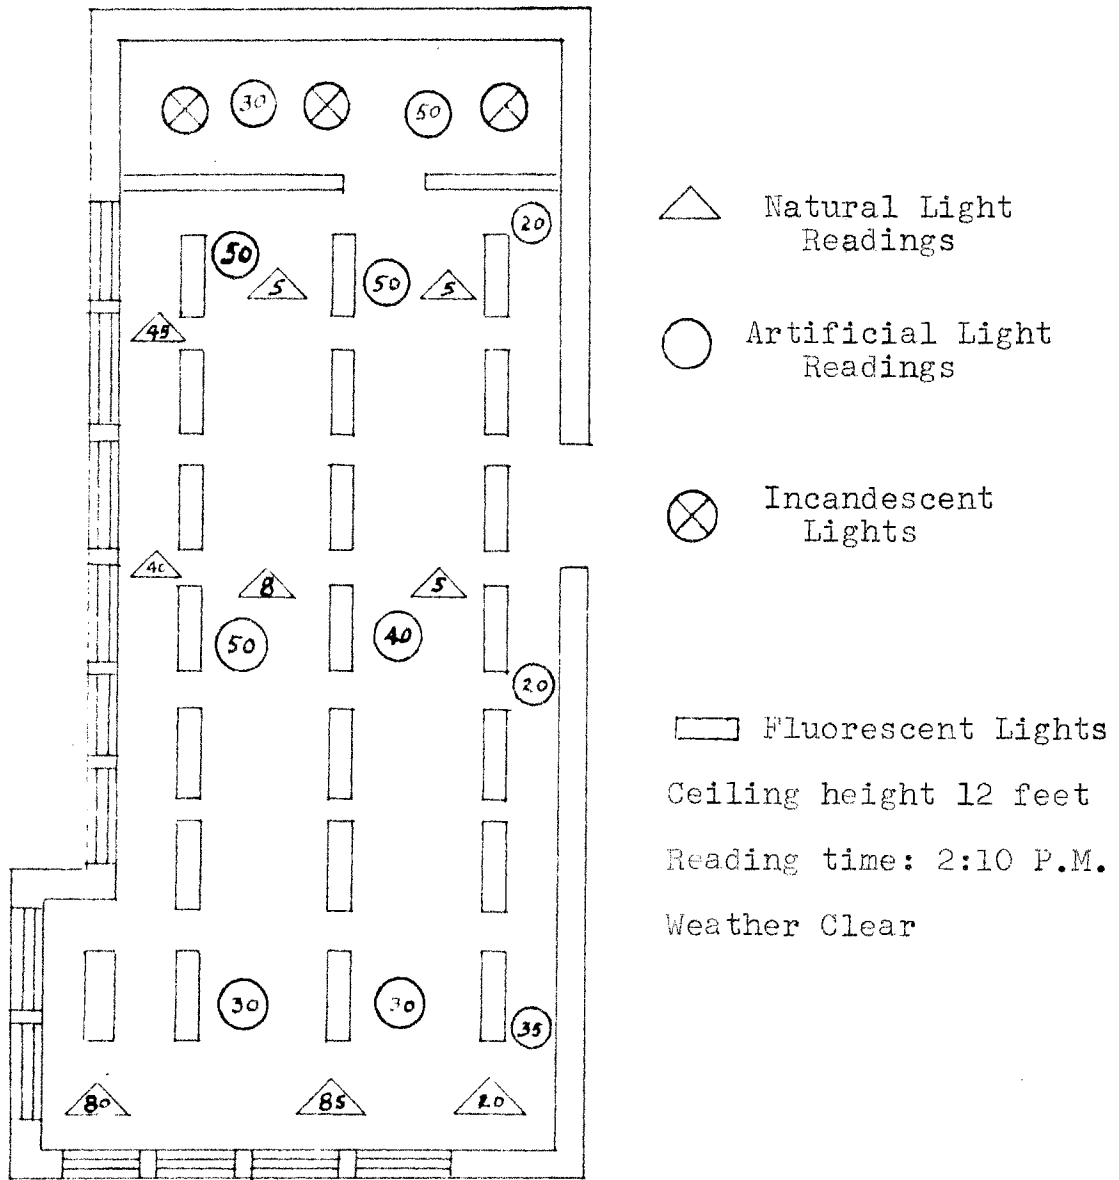 30
50
20
50
5
50
5
45
40
8
5
50
40
20
30
30
35
80
85
20
Natural Light
Readings
Artificial Light
Readings
Incandescent
Lights
Fluorescent Lights
Ceiling height 12 feet
Reading time: 2:10 P.M.
Weather Clear